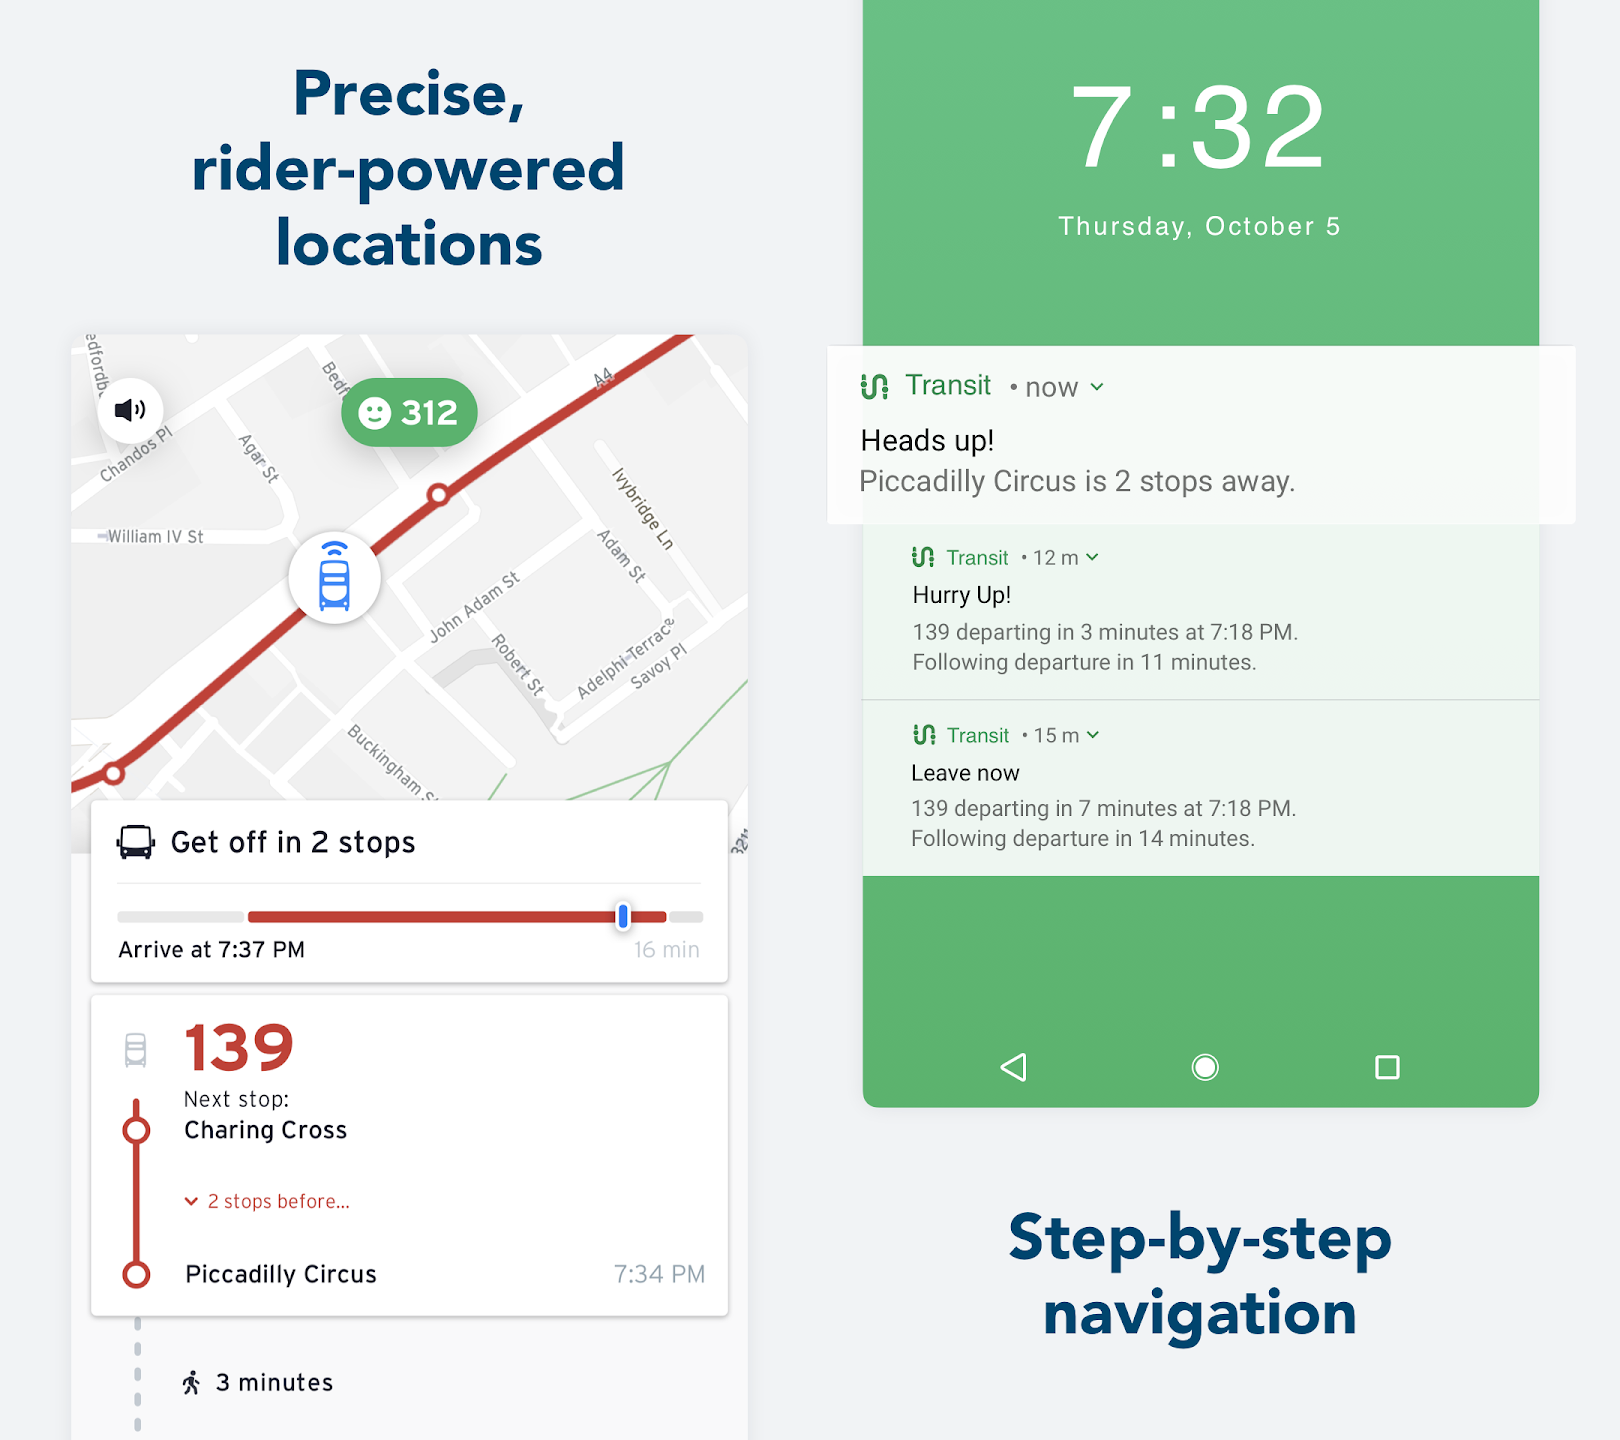 Precise,
rider-powered
locations
edfordb
Bedf
A4
312
Chandos Pl
Agar St
William IV St
Ivybridge Ln
Adam St
John Adam St
Robert St
Adelphi Terrace
Savoy Pl
Buckingham S
Get off in 2 stops
Arrive at 7:37 PM
16 min
139
Next stop:
Charing Cross
2 stops before...
Piccadilly Circus
7:34 PM
3 minutes
7:32
Thursday, October 5
Transit • now
Heads up!
Piccadilly Circus is 2 stops away.
Transit • 12 m
Hurry Up!
139 departing in 3 minutes at 7:18 PM.
Following departure in 11 minutes.
Transit • 15 m
Leave now
139 departing in 7 minutes at 7:18 PM.
Following departure in 14 minutes.
Step-by-step
navigation